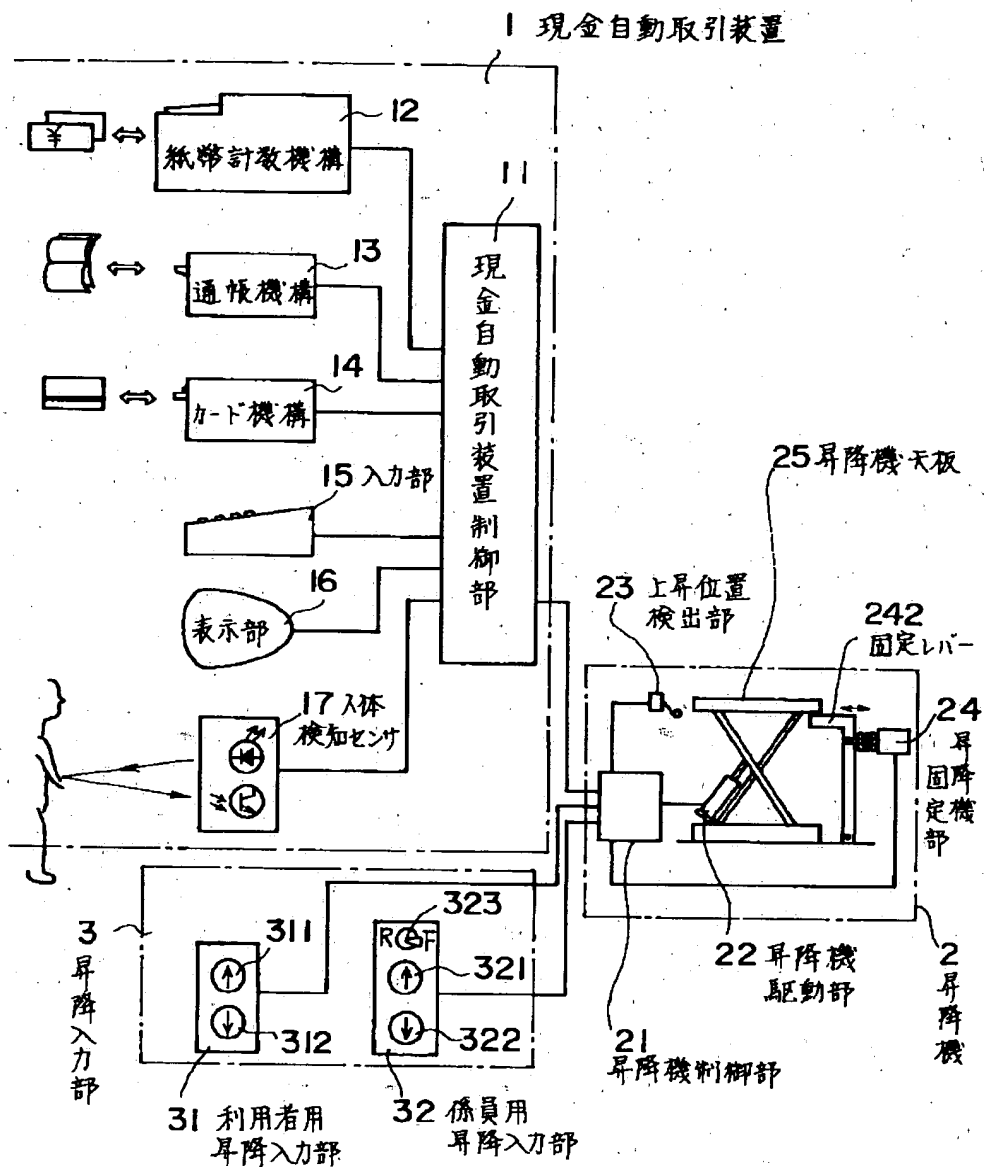 1 現金自動取引装置
¥
12
紙幣計数機構
11
現金自動取引装置制御部
13
通帳機構
14
カード機構
15 入力部
16
表示部
17 人体
検知センサ
25 昇降機天板
23 上昇位置
検出部
242
固定レバー
24
昇降機
固定部
3
昇降入力部
311
312
R F
323
321
322
31 利用者用
昇降入力部
32 係員用
昇降入力部
21
昇降機制御部
22 昇降機
駆動部
2
昇降機